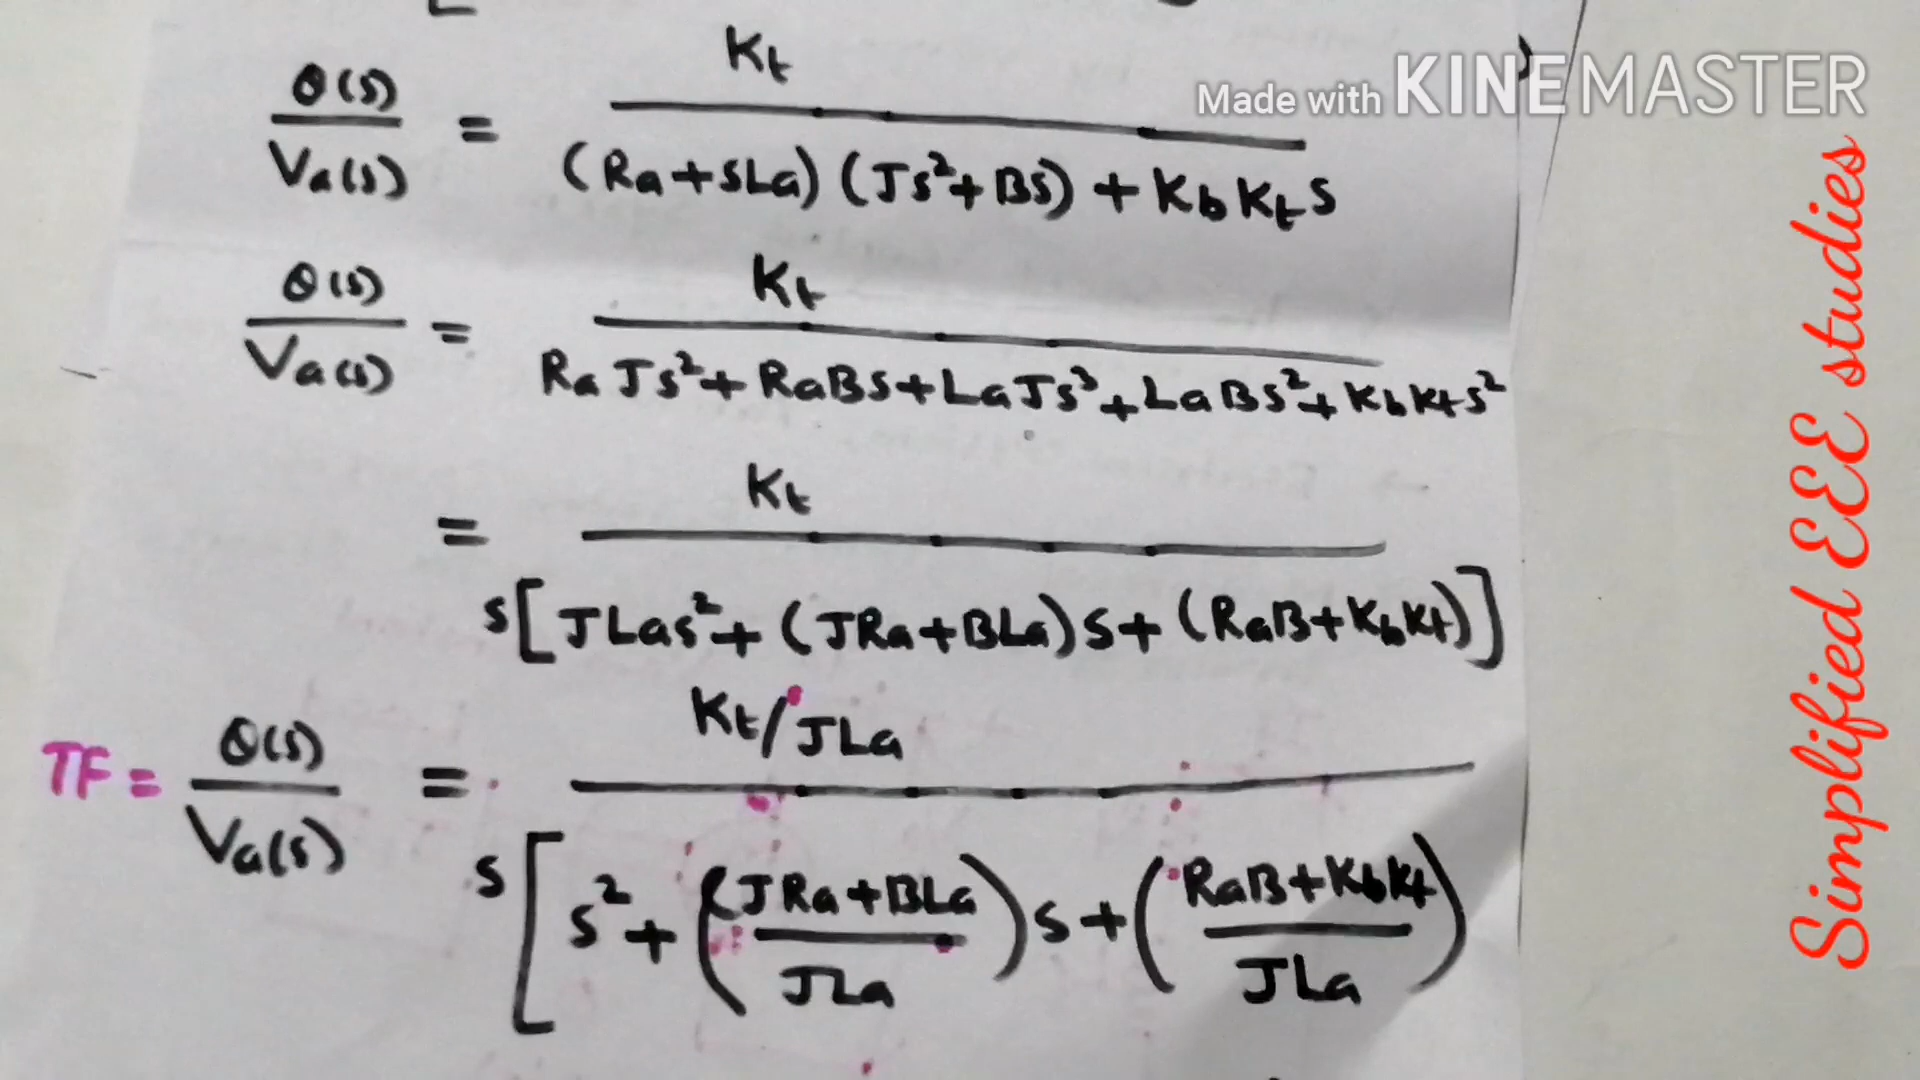 Made with KINEMASTER
θ(s)/Va(s) = Kt / (Ra+sLa) (Js²+Bs) + KbKts
θ(s)/Va(s) = Kt / RaJs²+RaBs+LaJs³+LaBs²+KbKts²
= Kt / s[JLas²+(JRa+BLa)s+(RaB+KbKt)]
TF = θ(s)/Va(s) = Kt/JLa / s[s²+((JRa+BLa/JLa)s+(RaB+KbKt/JLa)
Simplified EEE studies